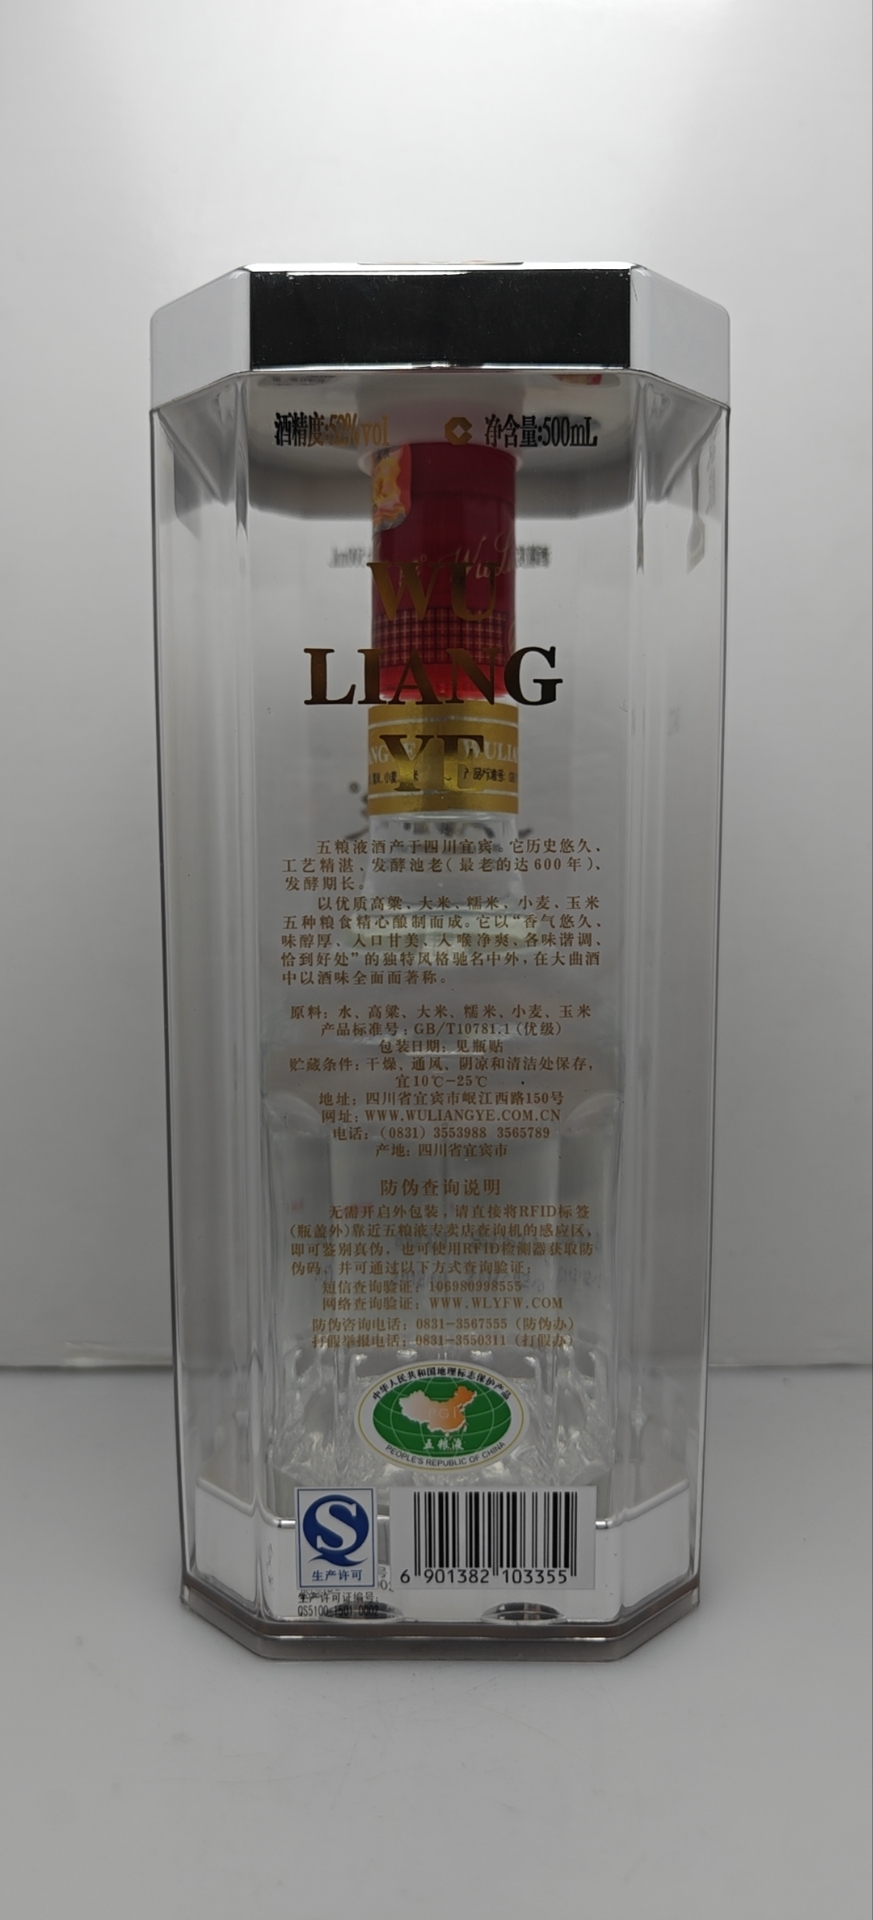 酒精度:52%vol 净含量:500mL
WU
LIANG
YE
五粮液酒产于四川宜宾。它历史悠久、
工艺精湛、发酵池老(最老的达600年)、
发酵期长。
以优质高粱、大米、糯米、小麦、玉米
五种粮食精心酿制而成。它以“香气悠久、
味醇厚、入口甘美、入喉净爽、各味谐调、
恰到好处”的独特风格驰名中外,在大曲酒
中以酒味全面而著称。
原料:水、高粱、大米、糯米、小麦、玉米
产品标准号:GB/T10781.1(优级)
包装日期:见瓶贴
贮藏条件:干燥、通风、阴凉和清洁处保存,
宜10℃-25℃
地址:四川省宜宾市岷江西路150号
网址:WWW.WULIANGYE.COM.CN
电话:(0831)3553988 3565789
产地:四川省宜宾市
防伪查询说明
无需开启外包装,请直接将RFID标签
(瓶盖外)靠近五粮液专卖店查询机的感应区,
即可鉴别真伪,也可使用RFID检测器获取防
伪码,并可通过以下方式查询验证:
短信查询验证:106980998555
网络查询验证:WWW.WLYFW.COM
防伪咨询电话:0831-3567555(防伪办)
打假举报电话:0831-3550311(打假办)
中华人民共和国地理标志保护产品
PGI
五粮液
PEOPLE'S REPUBLIC OF CHINA
生产许可
6 901382 103355
生产许可证编号:
QS5100 1501 0002